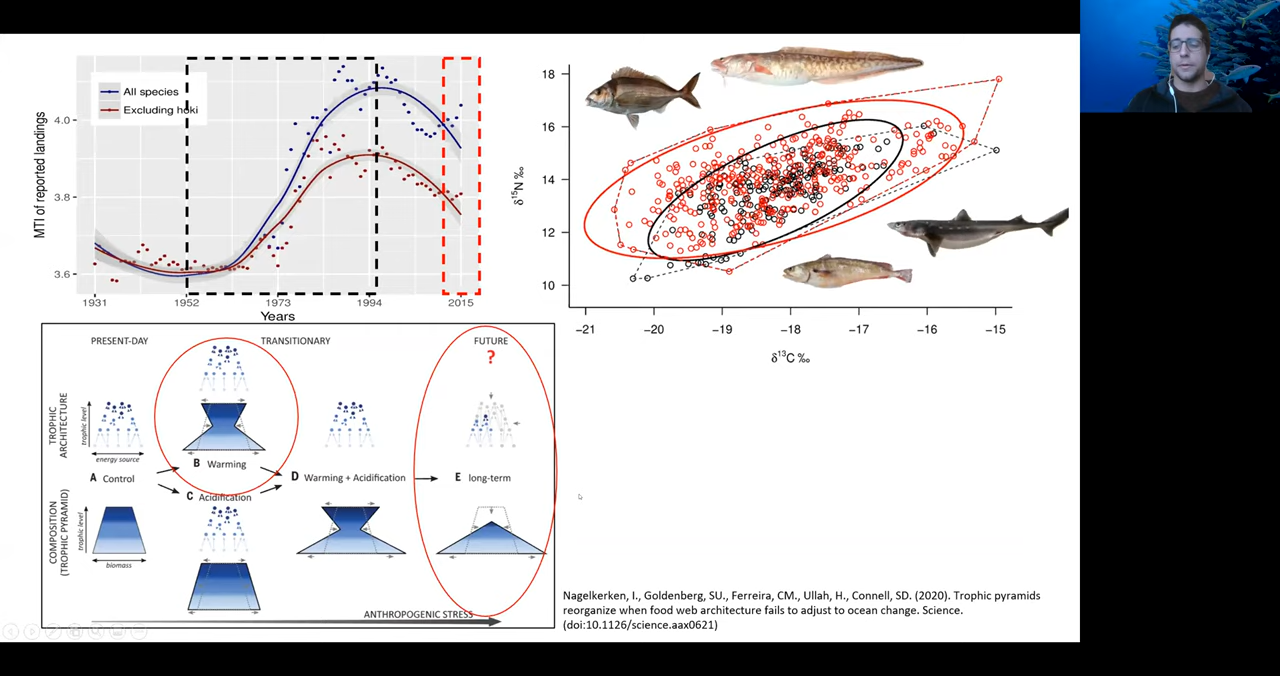 MTI of reported landings
All species
Excluding hoki
4.0
3.8
3.6
1931
1952
1973
1994
2015
Years
δ15N ‰
18
16
14
12
10
−21
−20
−19
−18
−17
−16
−15
δ13C ‰
PRESENT-DAY
TRANSITIONARY
FUTURE
?
TROPHIC
ARCHITECTURE
trophic level
energy source
A Control
B Warming
C Acidification
D Warming + Acidification
E long-term
COMPOSITION
(TROPHIC PYRAMID)
trophic level
biomass
ANTHROPOGENIC STRESS
Nagelkerken, I., Goldenberg, SU., Ferreira, CM., Ullah, H., Connell, SD. (2020). Trophic pyramids
reorganize when food web architecture fails to adjust to ocean change. Science.
(doi:10.1126/science.aax0621)